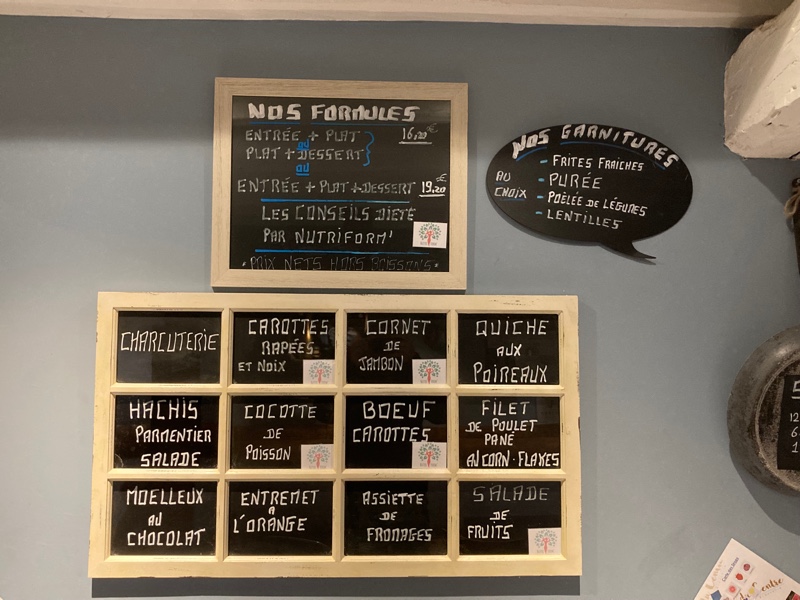 NOS FORMULES
ENTRÉE + PLAT 16,20€
ou
PLAT + DESSERT
ou
ENTRÉE + PLAT + DESSERT 19,20€
LES CONSEILS DIETE
PAR NUTRIFORM'
• PRIX NETS HORS BOISSONS •
NOS GARNITURES
AU CHOIX
- FRITES FRAÎCHES
- PURÉE
- POÊLÉE DE LÉGUMES
- LENTILLES
CHARCUTERIE
CAROTTES
RAPÉES
ET NOIX
CORNET
DE
JAMBON
QUICHE
AUX
POIREAUX
HACHIS
PARMENTIER
SALADE
COCOTTE
DE
POISSON
BOEUF
CAROTTES
FILET
DE POULET
PANÉ
AU CORN-FLAKES
MOELLEUX
AU
CHOCOLAT
ENTREMET
A
L'ORANGE
ASSIETTE
DE
FROMAGES
SALADE
DE
FRUITS